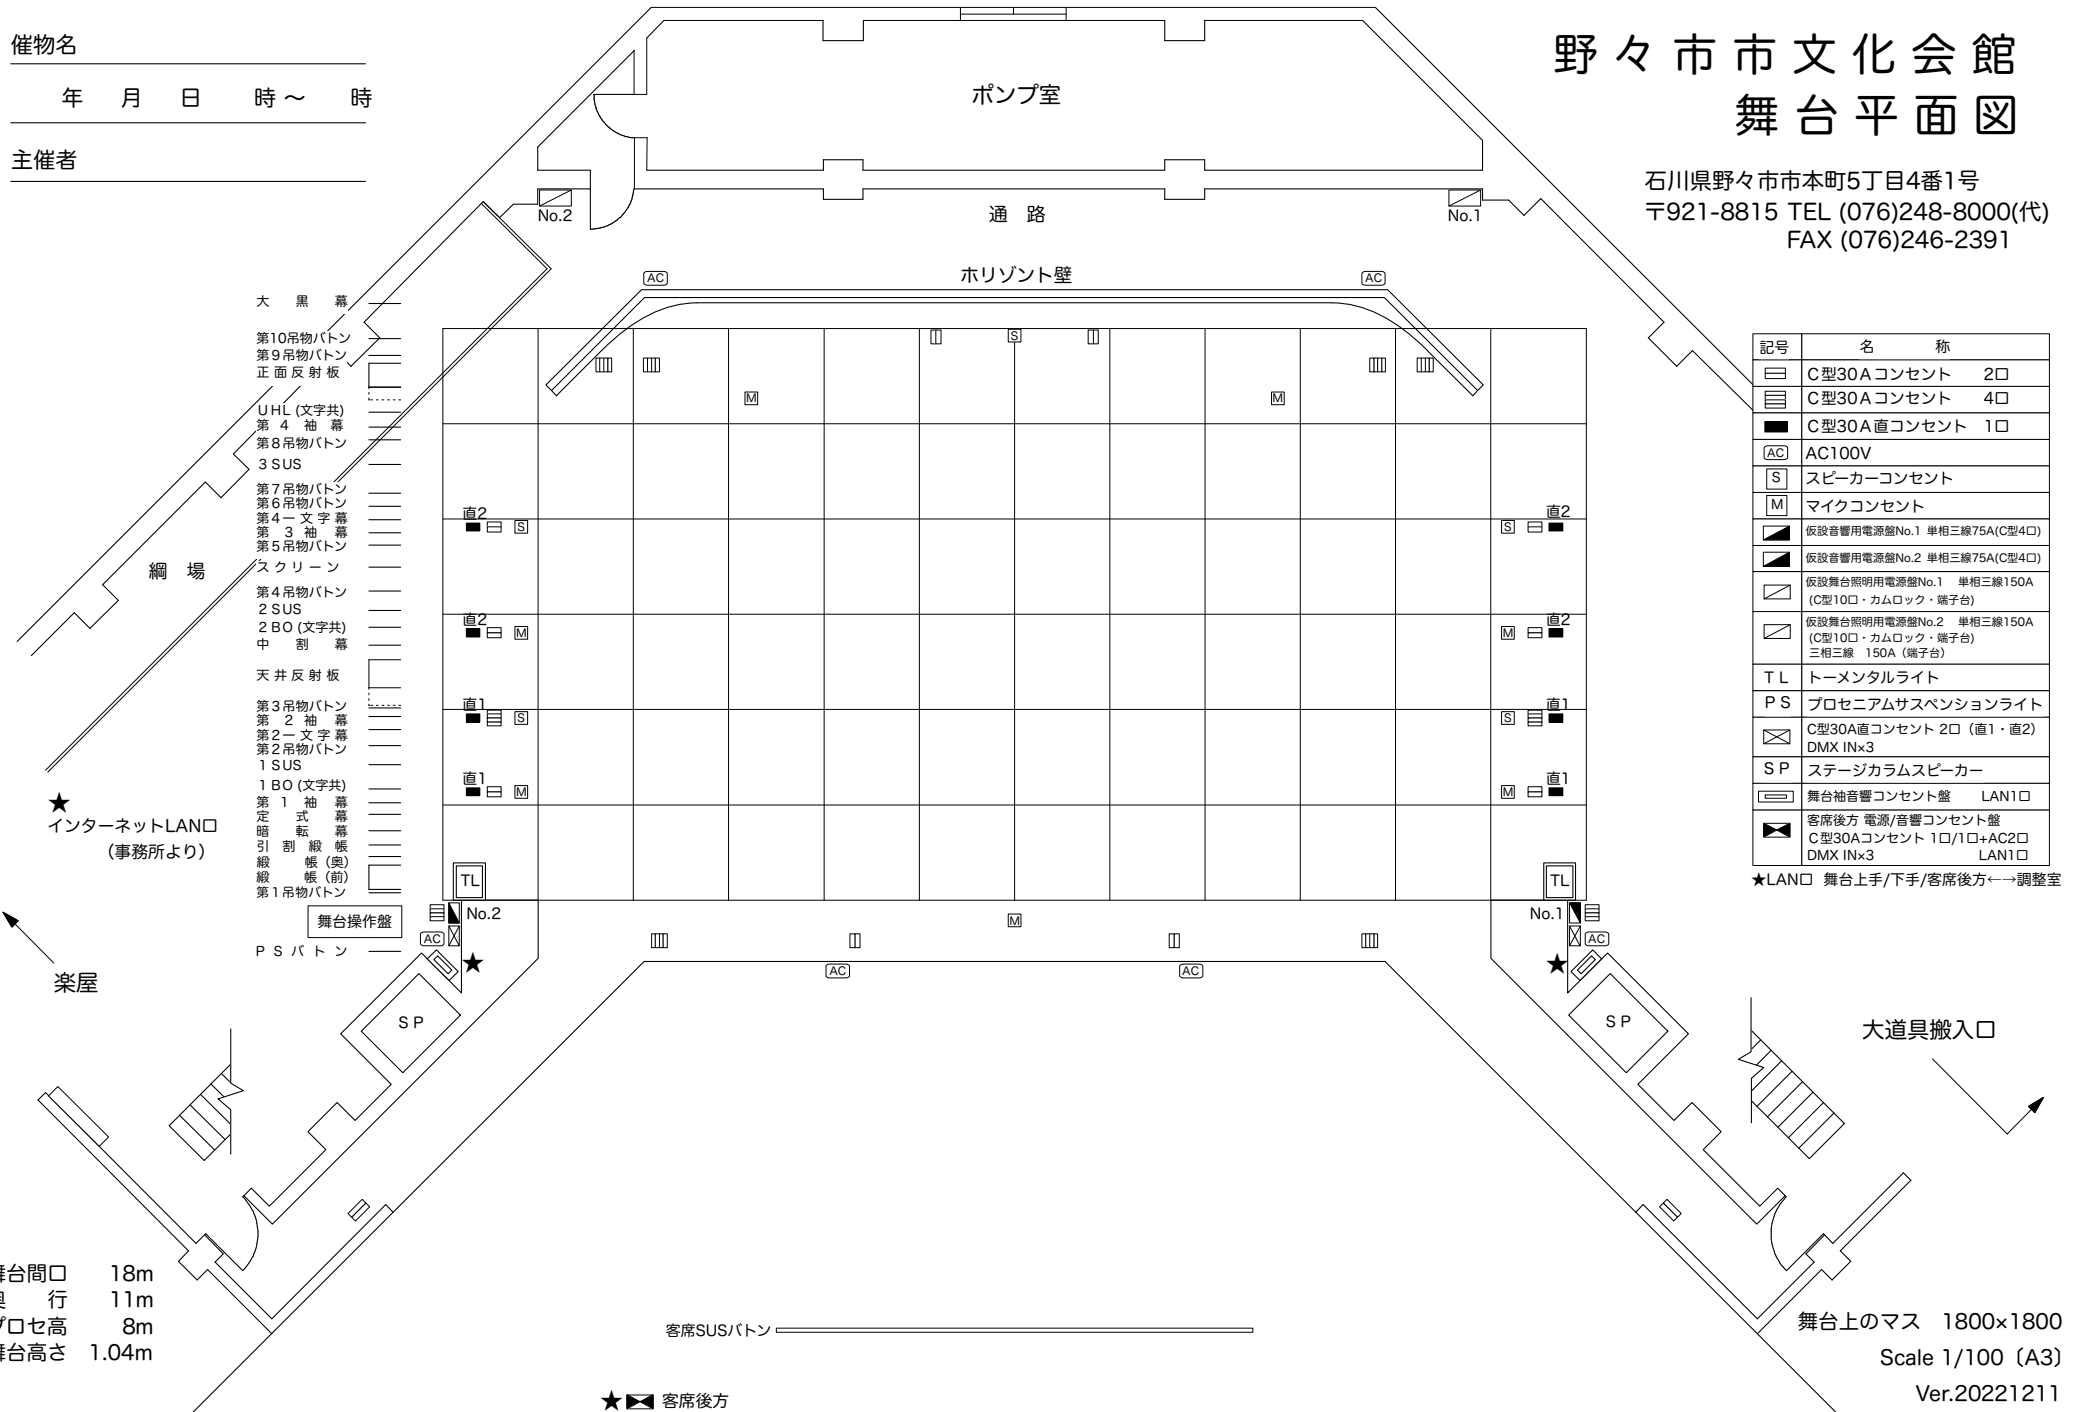 催物名
年 月 日 時～ 時
主催者
野々市市文化会館
舞台平面図
石川県野々市市本町5丁目4番1号
〒921-8815 TEL (076)248-8000(代)
FAX (076)246-2391
ポンプ室
No.2
通 路
No.1
AC
ホリゾント壁
AC
大 黒 幕
第10吊物バトン
第9吊物バトン
正面反射板
UHL (文字共)
第 4 袖 幕
第8吊物バトン
3 SUS
第7吊物バトン
第6吊物バトン
第4一文字幕
第 3 袖 幕
第5吊物バトン
スクリーン
第4吊物バトン
2 SUS
2 BO (文字共)
中 割 幕
天井反射板
第3吊物バトン
第 2 袖 幕
第2一文字幕
第2吊物バトン
1 SUS
1 BO (文字共)
第 1 袖 幕
定 式 幕
暗 転 幕
引 割 緞 帳
緞 帳 (奥)
緞 帳 (前)
第1吊物バトン
舞台操作盤
P S バ ト ン
綱 場
★
インターネットLAN口
（事務所より）
楽屋
S
M M
直2 直2
S S
直2 直2
M M
直1 直1
S S
直1 直1
M M
TL TL
No.2 M No.1
AC AC
★ ★
AC AC
S P S P
記号 名 称
C型30Aコンセント 2口
C型30Aコンセント 4口
C型30A直コンセント 1口
AC AC100V
S スピーカーコンセント
M マイクコンセント
仮設音響用電源盤No.1 単相三線75A(C型4口)
仮設音響用電源盤No.2 単相三線75A(C型4口)
仮設舞台照明用電源盤No.1 単相三線150A
(C型10口・カムロック・端子台)
仮設舞台照明用電源盤No.2 単相三線150A
(C型10口・カムロック・端子台)
三相三線 150A（端子台）
T L トーメンタルライト
P S プロセニアムサスペンションライト
C型30A直コンセント 2口（直1・直2）
DMX IN×3
S P ステージカラムスピーカー
舞台袖音響コンセント盤 LAN1口
客席後方 電源/音響コンセント盤
C型30Aコンセント 1口/1口+AC2口
DMX IN×3 LAN1口
★LAN口 舞台上手/下手/客席後方←→調整室
大道具搬入口
舞台間口 18m
奥 行 11m
プロセ高 8m
舞台高さ 1.04m
客席SUSバトン
★ 客席後方
舞台上のマス 1800×1800
Scale 1/100〔A3〕
Ver.20221211